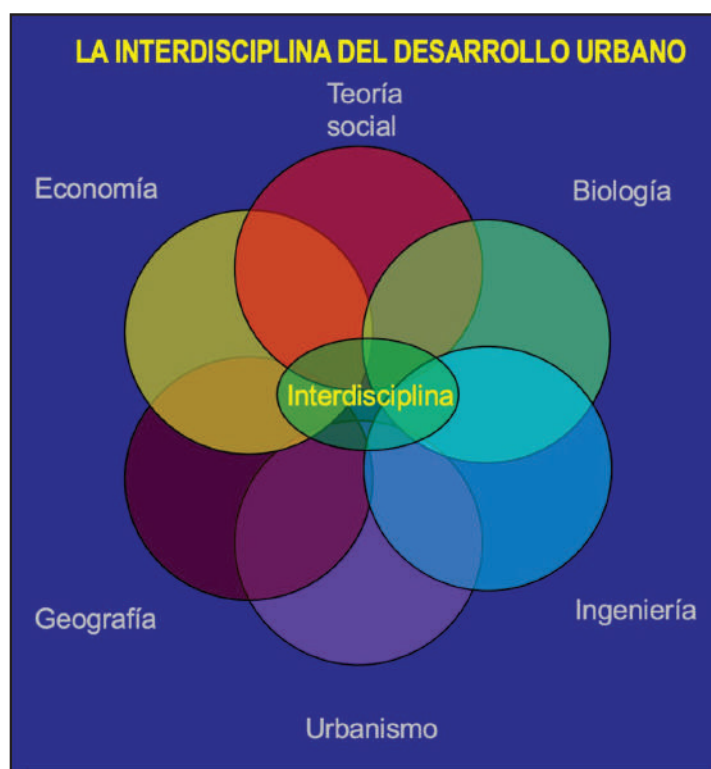 LA INTERDISCIPLINA DEL DESARROLLO URBANO
Teoría
social
Economía
Biología
Interdisciplina
Geografía
Ingeniería
Urbanismo